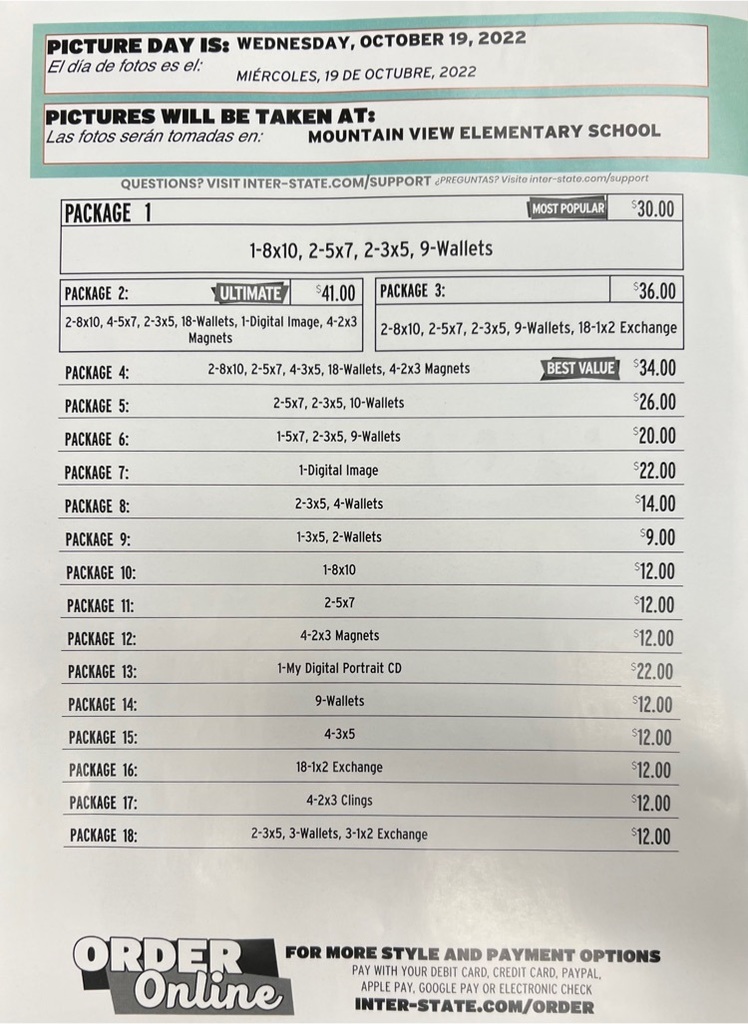 PICTURE DAY IS: WEDNESDAY, OCTOBER 19, 2022
El día de fotos es el: MIÉRCOLES, 19 DE OCTUBRE, 2022
PICTURES WILL BE TAKEN AT:
Las fotos serán tomadas en: MOUNTAIN VIEW ELEMENTARY SCHOOL
QUESTIONS? VISIT INTER-STATE.COM/SUPPORT ¿PREGUNTAS? Visite inter-state.com/support
PACKAGE 1 MOST POPULAR $30.00
1-8x10, 2-5x7, 2-3x5, 9-Wallets
PACKAGE 2: ULTIMATE $41.00
2-8x10, 4-5x7, 2-3x5, 18-Wallets, 1-Digital Image, 4-2x3
Magnets
PACKAGE 3: $36.00
2-8x10, 2-5x7, 2-3x5, 9-Wallets, 18-1x2 Exchange
PACKAGE 4: 2-8x10, 2-5x7, 4-3x5, 18-Wallets, 4-2x3 Magnets BEST VALUE $34.00
PACKAGE 5: 2-5x7, 2-3x5, 10-Wallets $26.00
PACKAGE 6: 1-5x7, 2-3x5, 9-Wallets $20.00
PACKAGE 7: 1-Digital Image $22.00
PACKAGE 8: 2-3x5, 4-Wallets $14.00
PACKAGE 9: 1-3x5, 2-Wallets $9.00
PACKAGE 10: 1-8x10 $12.00
PACKAGE 11: 2-5x7 $12.00
PACKAGE 12: 4-2x3 Magnets $12.00
PACKAGE 13: 1-My Digital Portrait CD $22.00
PACKAGE 14: 9-Wallets $12.00
PACKAGE 15: 4-3x5 $12.00
PACKAGE 16: 18-1x2 Exchange $12.00
PACKAGE 17: 4-2x3 Clings $12.00
PACKAGE 18: 2-3x5, 3-Wallets, 3-1x2 Exchange $12.00
ORDER
Online
FOR MORE STYLE AND PAYMENT OPTIONS
PAY WITH YOUR DEBIT CARD, CREDIT CARD, PAYPAL,
APPLE PAY, GOOGLE PAY OR ELECTRONIC CHECK
INTER-STATE.COM/ORDER